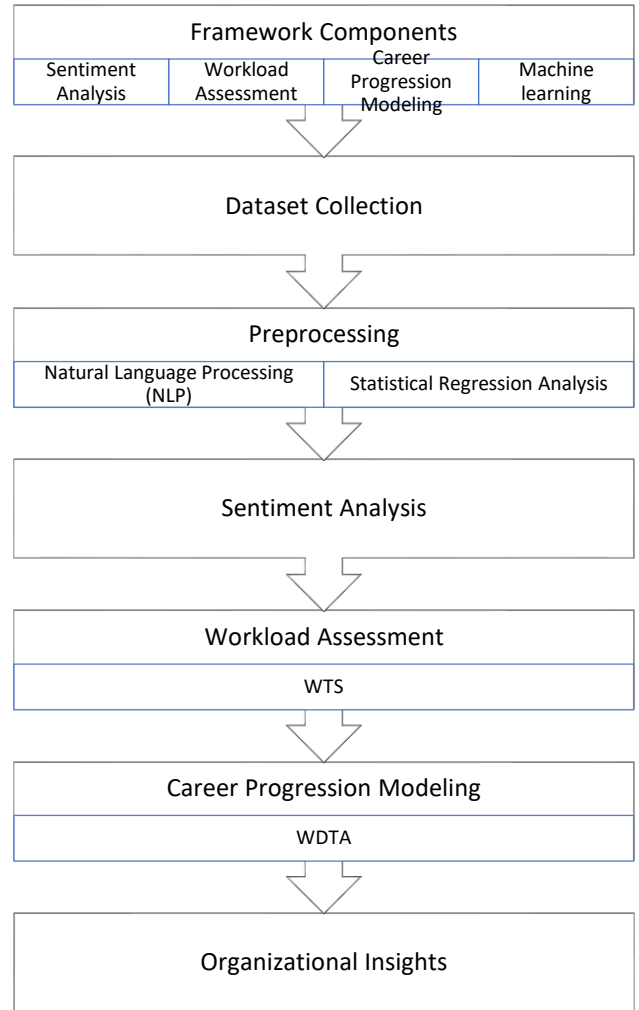 Framework Components
Sentiment
Analysis
Workload
Assessment
Career
Progression
Modeling
Machine
learning
Dataset Collection
Preprocessing
Natural Language Processing
(NLP)
Statistical Regression Analysis
Sentiment Analysis
Workload Assessment
WTS
Career Progression Modeling
WDTA
Organizational Insights